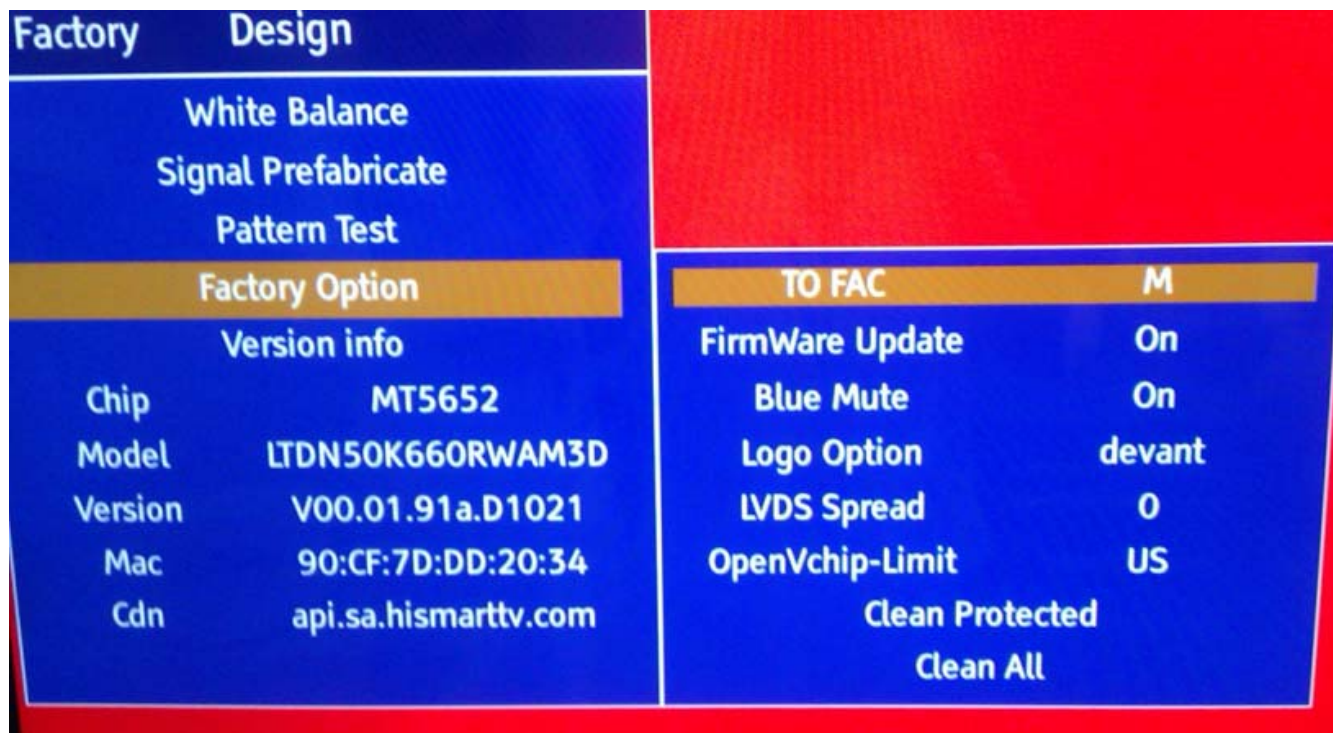 Factory Design
White Balance
Signal Prefabricate
Pattern Test
Factory Option
Version info
Chip MT5652
Model LTDN50K660RWAM3D
Version V00.01.91a.D1021
Mac 90:CF:7D:DD:20:34
Cdn api.sa.hismarttv.com
TO FAC M
FirmWare Update On
Blue Mute On
Logo Option devant
LVDS Spread 0
OpenVchip-Limit US
Clean Protected
Clean All